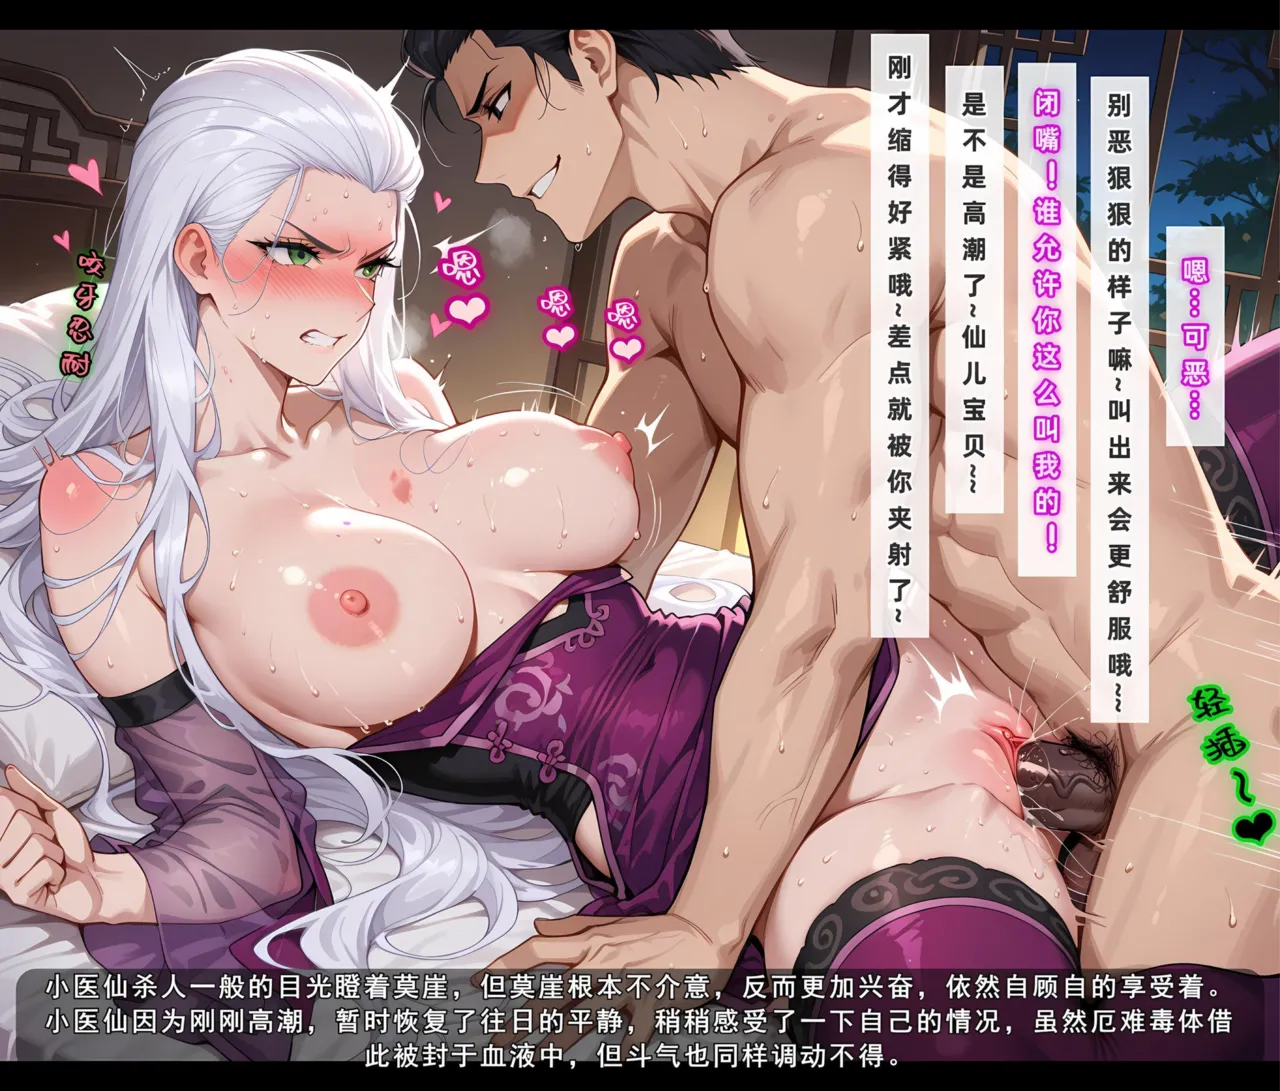 刚才缩得好紧哦~差点就被你夹射了~
是不是高潮了~仙儿宝贝~~
闭嘴！谁允许你这么叫我的！
别恶狠狠的样子嘛~叫出来会更舒服哦~~
嗯…可恶…
咬牙忍耐
嗯
嗯
嗯
轻插~
小医仙杀人一般的目光瞪着莫崖，但莫崖根本不介意，反而更加兴奋，依然自顾自的享受着。
小医仙因为刚刚高潮，暂时恢复了往日的平静，稍稍感受了一下自己的情况，虽然厄难毒体借
此被封于血液中，但斗气也同样调动不得。